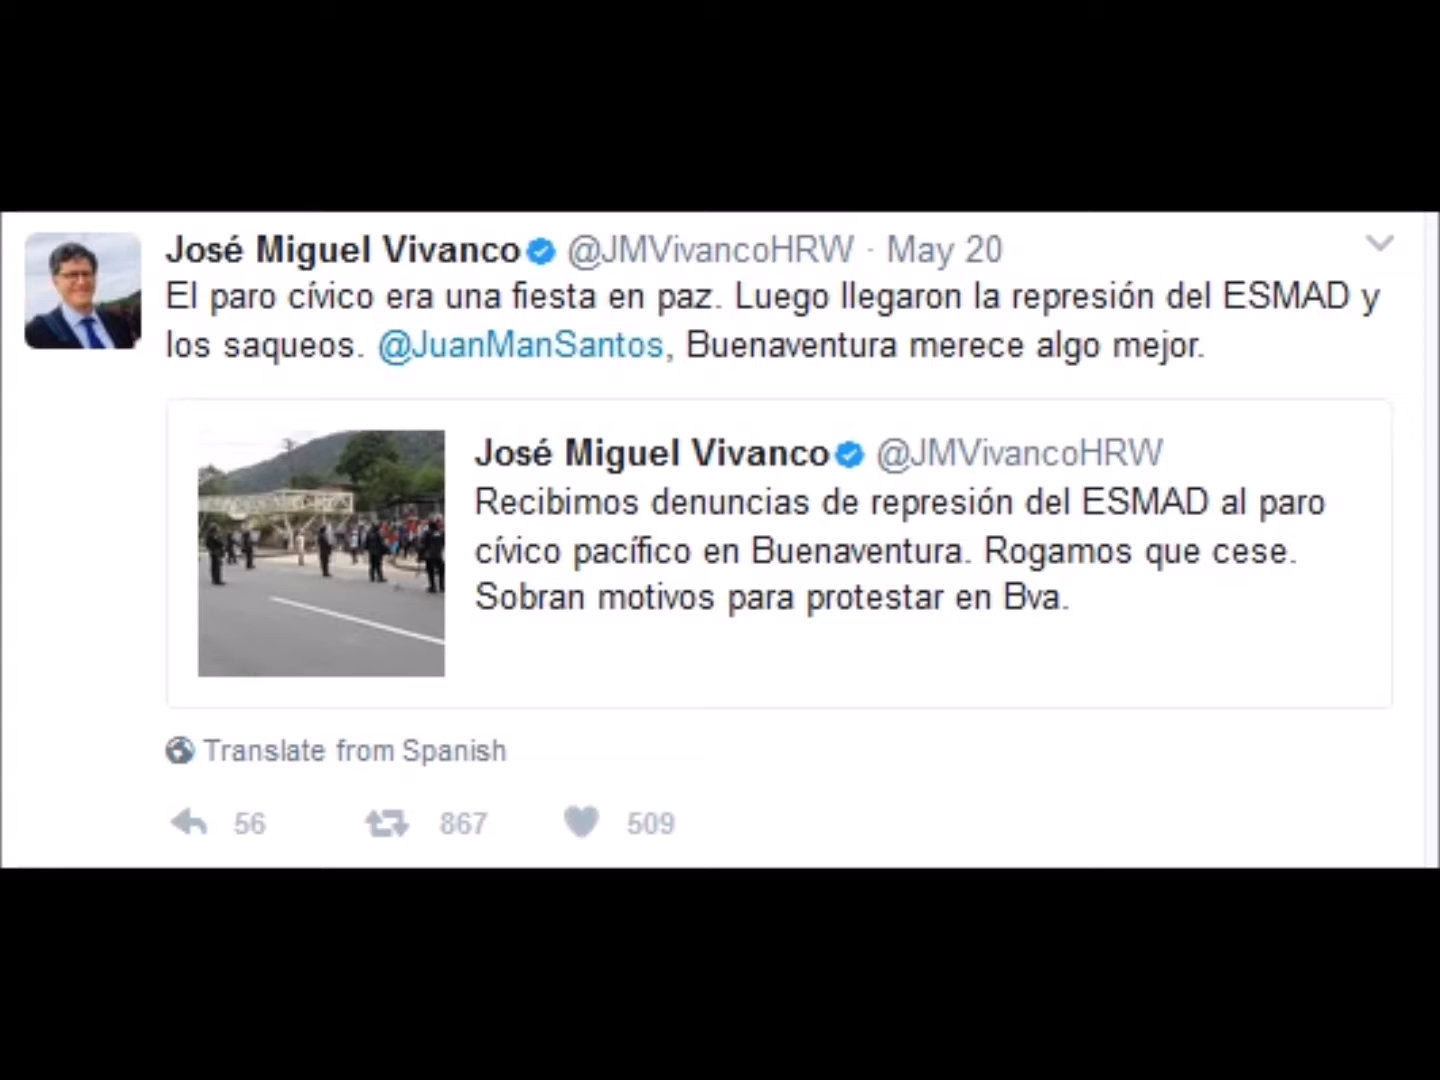 José Miguel Vivanco @JMVivancoHRW · May 20
El paro cívico era una fiesta en paz. Luego llegaron la represión del ESMAD y
los saqueos. @JuanManSantos, Buenaventura merece algo mejor.
José Miguel Vivanco @JMVivancoHRW
Recibimos denuncias de represión del ESMAD al paro
cívico pacífico en Buenaventura. Rogamos que cese.
Sobran motivos para protestar en Bva.
Translate from Spanish
56 867 509